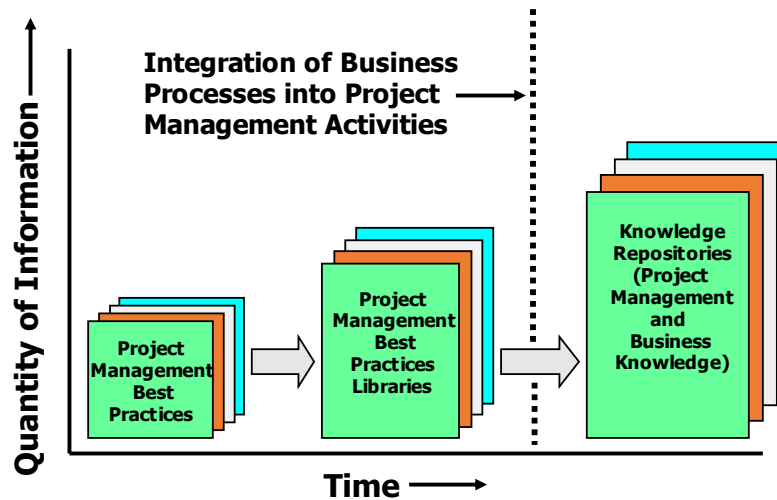 Quantity of Information
Integration of Business
Processes into Project
Management Activities
Project
Management
Best
Practices
Project
Management
Best
Practices
Libraries
Knowledge
Repositories
(Project
Management
and
Business
Knowledge)
Time